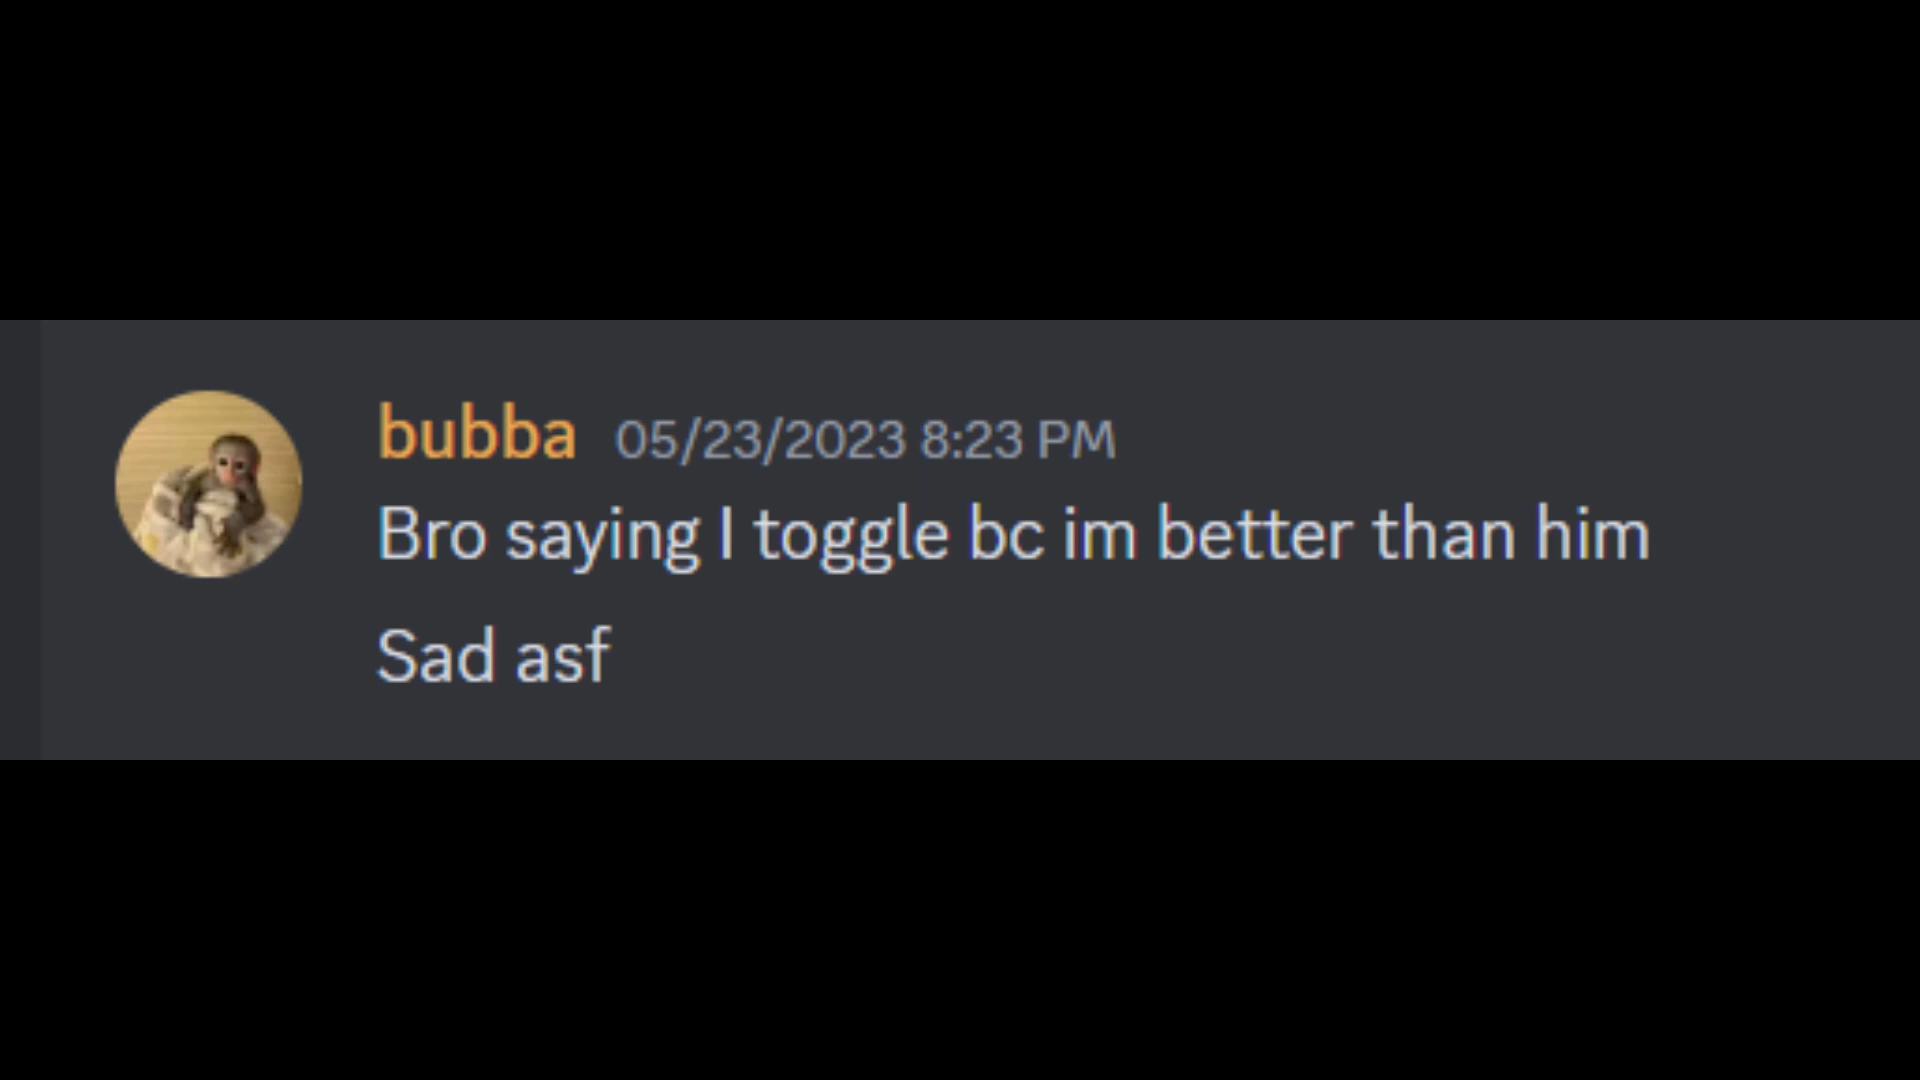 bubba 05/23/2023 8:23 PM
Bro saying I toggle bc im better than him
Sad asf